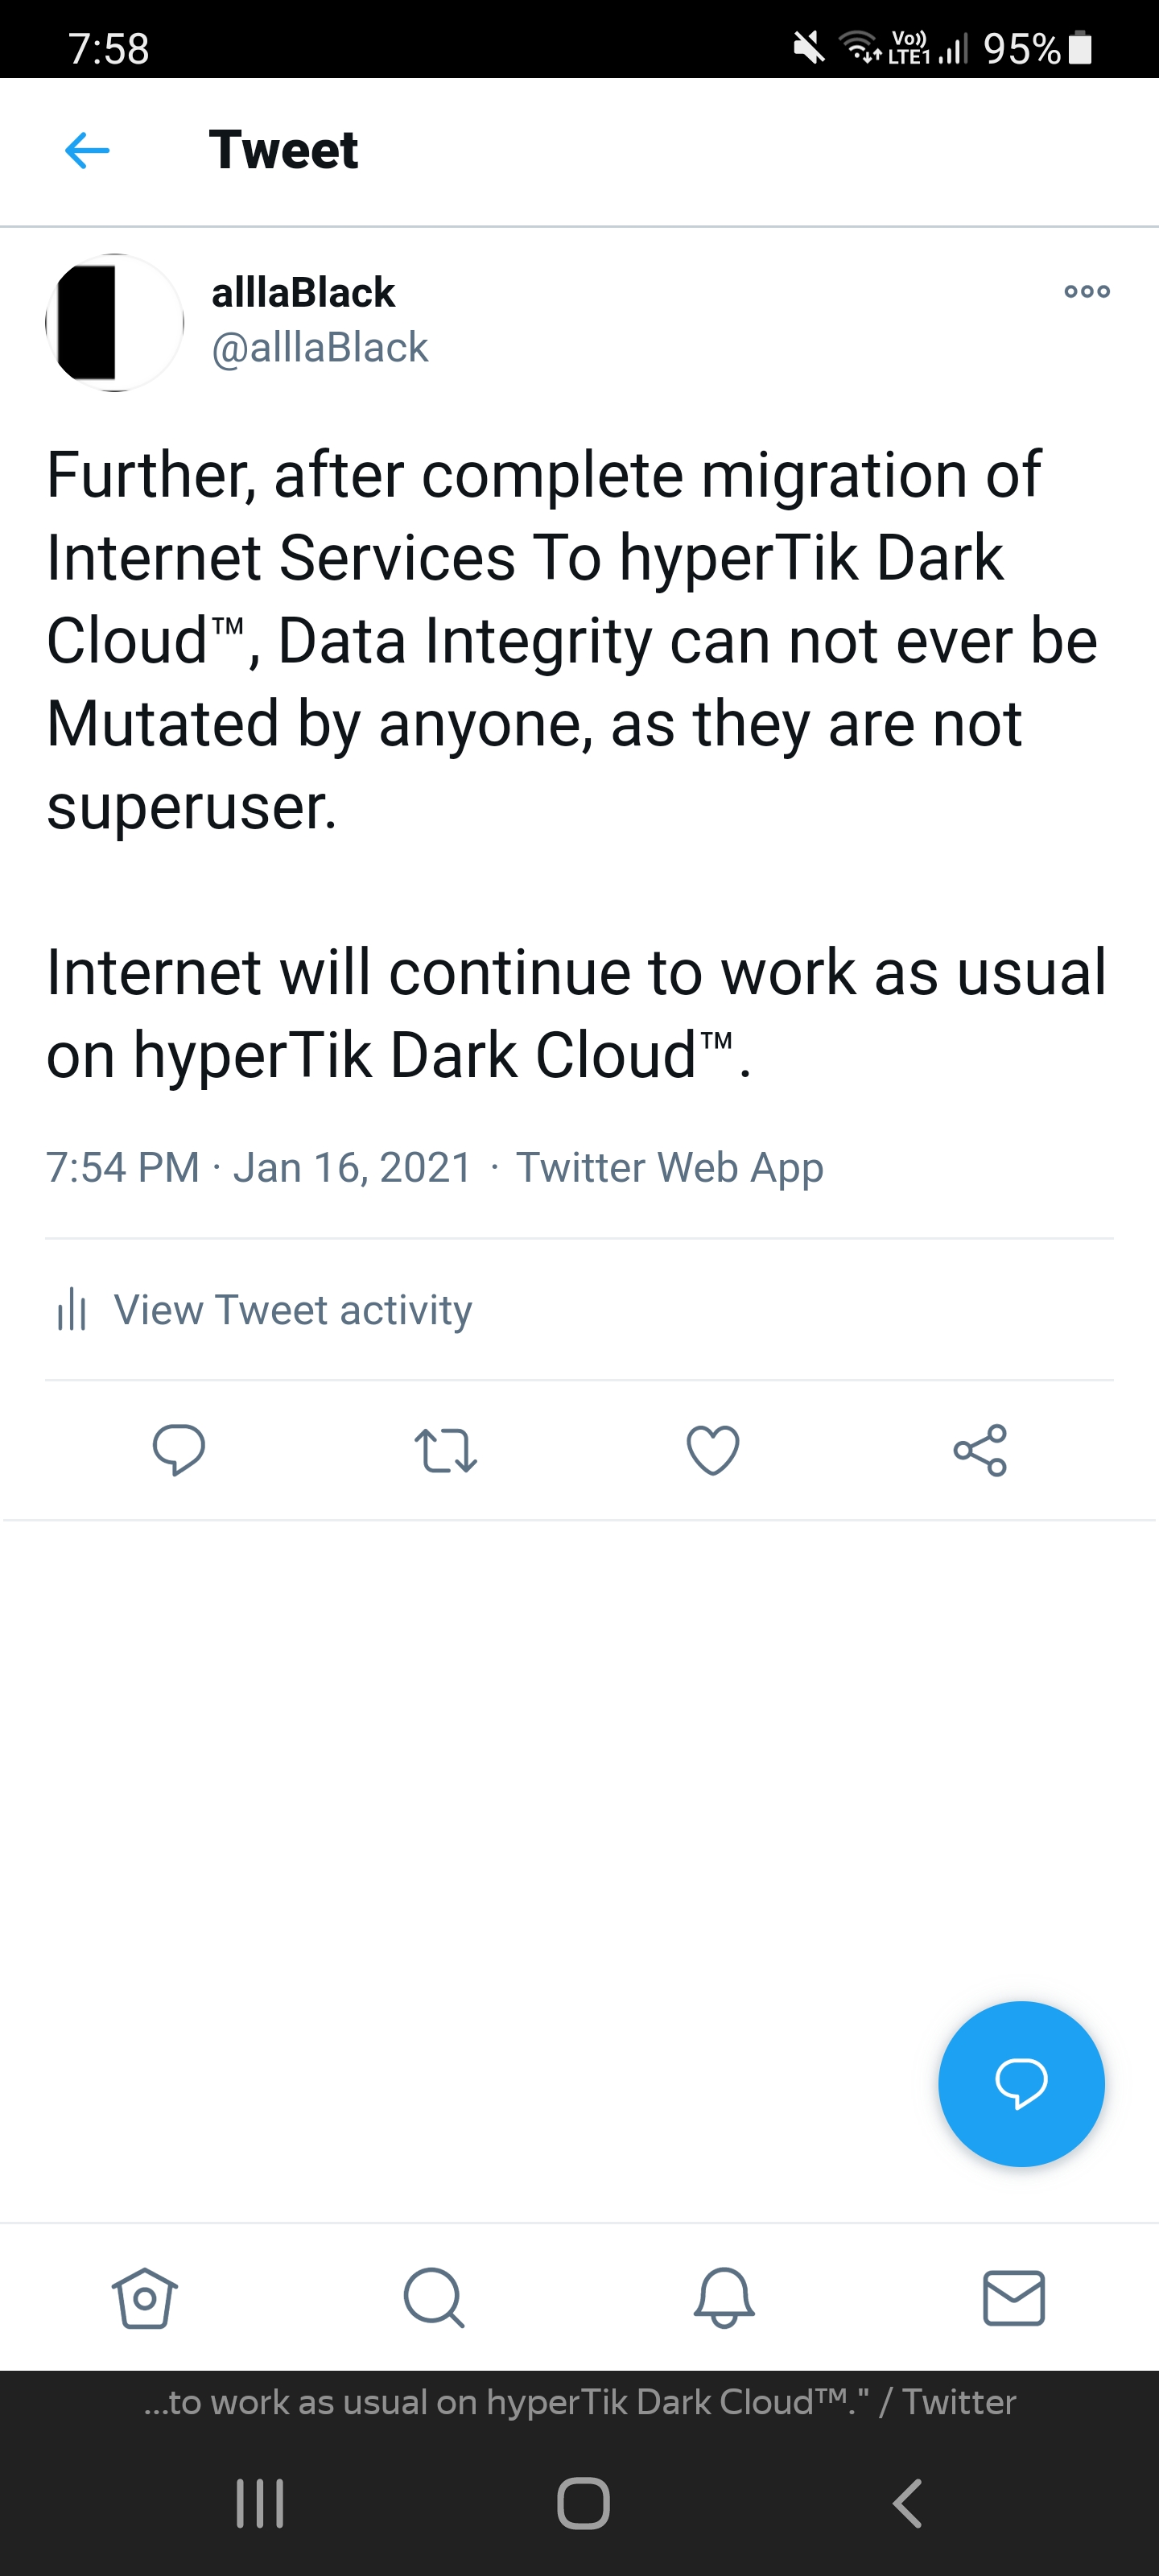 7:58 Vo)) LTE1 95%
Tweet
alllaBlack
@alllaBlack
Further, after complete migration of
Internet Services To hyperTik Dark
Cloud™, Data Integrity can not ever be
Mutated by anyone, as they are not
superuser.
Internet will continue to work as usual
on hyperTik Dark Cloud™.
7:54 PM · Jan 16, 2021 · Twitter Web App
View Tweet activity
...to work as usual on hyperTik Dark Cloud™." / Twitter